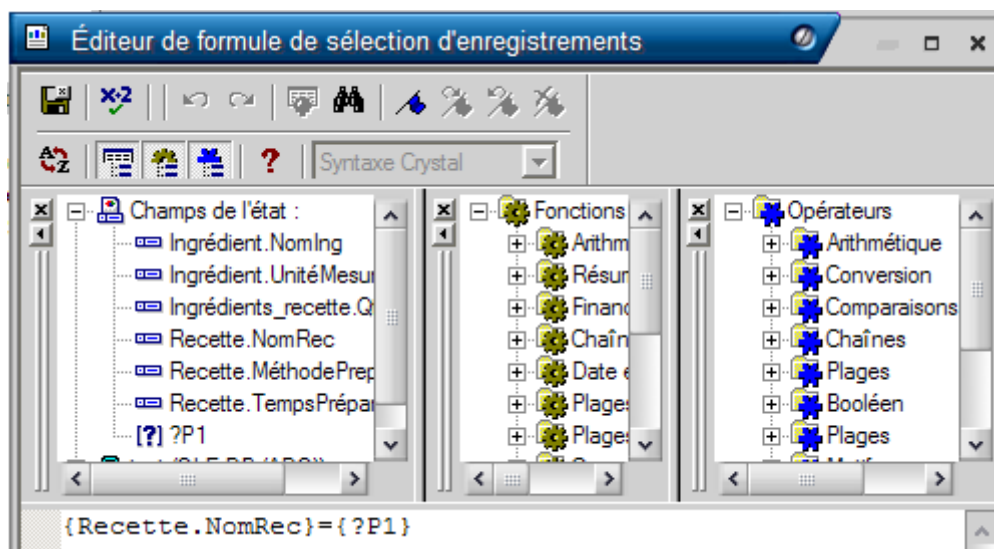 Éditeur de formule de sélection d'enregistrements
X+2
?
Syntaxe Crystal
A
Z
Champs de l'état :
Ingrédient.NomIng
Ingrédient.UnitéMesur
Ingrédients_recette.Q
Recette.NomRec
Recette.MéthodePrep
Recette.TempsPrépar
[?] ?P1
Fonctions
Arithm
Résur
Financ
Chaîn
Date e
Plages
Plages
Opérateurs
Arithmétique
Conversion
Comparaisons
Chaînes
Plages
Booléen
Plages
{Recette.NomRec}={?P1}